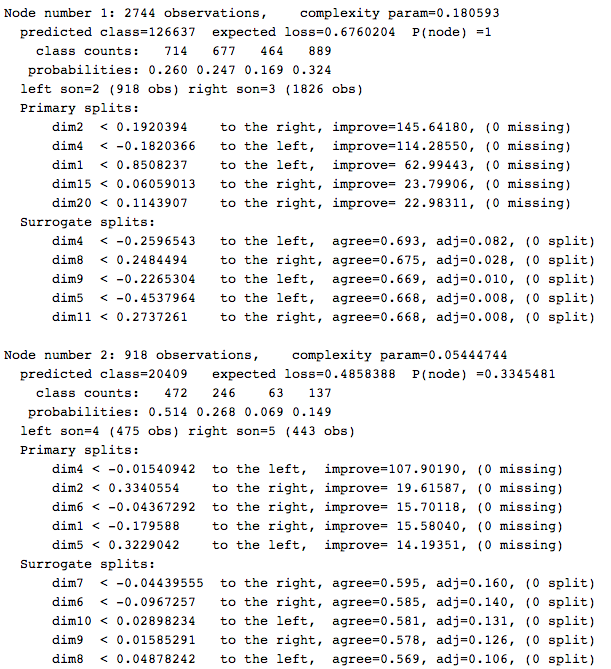 Node number 1: 2744 observations,    complexity param=0.180593
  predicted class=126637  expected loss=0.6760204  P(node) =1
    class counts:   714   677   464   889
   probabilities: 0.260 0.247 0.169 0.324
  left son=2 (918 obs) right son=3 (1826 obs)
  Primary splits:
      dim2  < 0.1920394    to the right, improve=145.64180, (0 missing)
      dim4  < -0.1820366   to the left,  improve=114.28550, (0 missing)
      dim1  < 0.8508237    to the left,  improve= 62.99443, (0 missing)
      dim15 < 0.06059013   to the right, improve= 23.79906, (0 missing)
      dim20 < 0.1143907    to the right, improve= 22.98311, (0 missing)
  Surrogate splits:
      dim4  < -0.2596543   to the left,  agree=0.693, adj=0.082, (0 split)
      dim8  < 0.2484494    to the right, agree=0.675, adj=0.028, (0 split)
      dim9  < -0.2265304   to the left,  agree=0.669, adj=0.010, (0 split)
      dim5  < -0.4537964   to the left,  agree=0.668, adj=0.008, (0 split)
      dim11 < 0.2737261    to the right, agree=0.668, adj=0.008, (0 split)

Node number 2: 918 observations,    complexity param=0.05444744
  predicted class=20409   expected loss=0.4858388  P(node) =0.3345481
    class counts:   472   246    63   137
   probabilities: 0.514 0.268 0.069 0.149
  left son=4 (475 obs) right son=5 (443 obs)
  Primary splits:
      dim4 < -0.01540942  to the left,  improve=107.90190, (0 missing)
      dim2 < 0.3340554    to the right, improve= 19.61587, (0 missing)
      dim6 < -0.04367292  to the right, improve= 15.70118, (0 missing)
      dim1 < -0.179588    to the right, improve= 15.58040, (0 missing)
      dim5 < 0.3229042    to the left,  improve= 14.19351, (0 missing)
  Surrogate splits:
      dim7  < -0.04439555  to the right, agree=0.595, adj=0.160, (0 split)
      dim6  < -0.0967257   to the right, agree=0.585, adj=0.140, (0 split)
      dim10 < 0.02898234   to the left,  agree=0.581, adj=0.131, (0 split)
      dim9  < 0.01585291   to the right, agree=0.578, adj=0.126, (0 split)
      dim8  < 0.04878242   to the left,  agree=0.569, adj=0.106, (0 split)